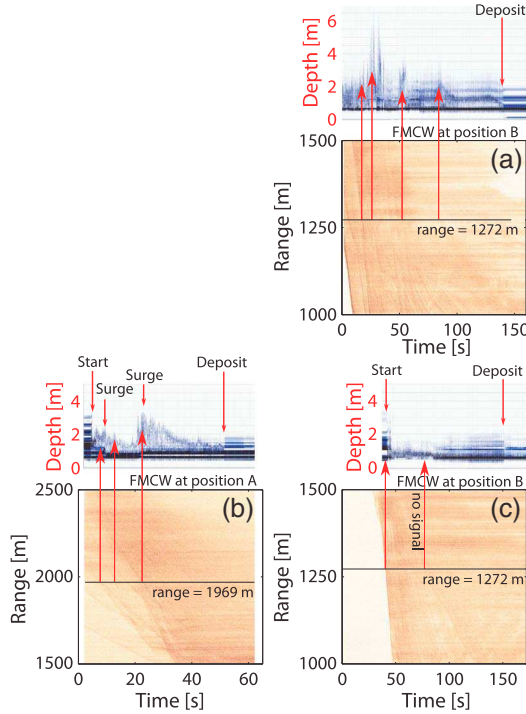 Deposit
Depth [m]
4
2
0
FMCW at position B
(a)
Range [m]
1500
1250
1000
range = 1272 m
0
50
100
150
Time [s]
Start
Surge
Surge
Deposit
Depth [m]
4
2
0
FMCW at position A
(b)
Range [m]
2500
2000
1500
range = 1969 m
0
20
40
60
Time [s]
Start
Deposit
Depth [m]
4
2
0
FMCW at position B
(c)
no signal
Range [m]
1500
1250
1000
range = 1272 m
0
50
100
150
Time [s]